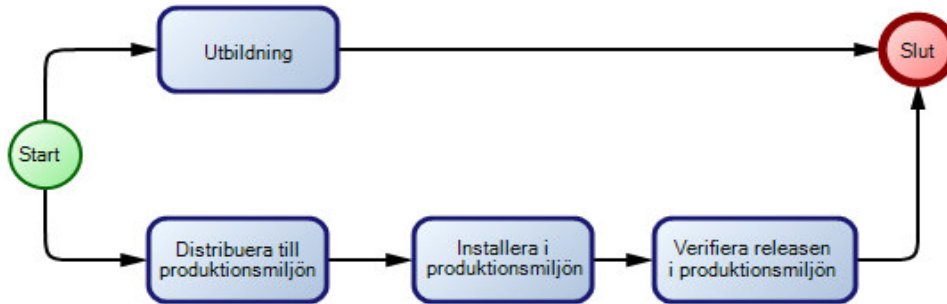 Utbildning
Slut
Start
Distribuera till
produktionsmiljön
Installera i
produktionsmiljön
Verifiera releasen
i produktionsmiljön